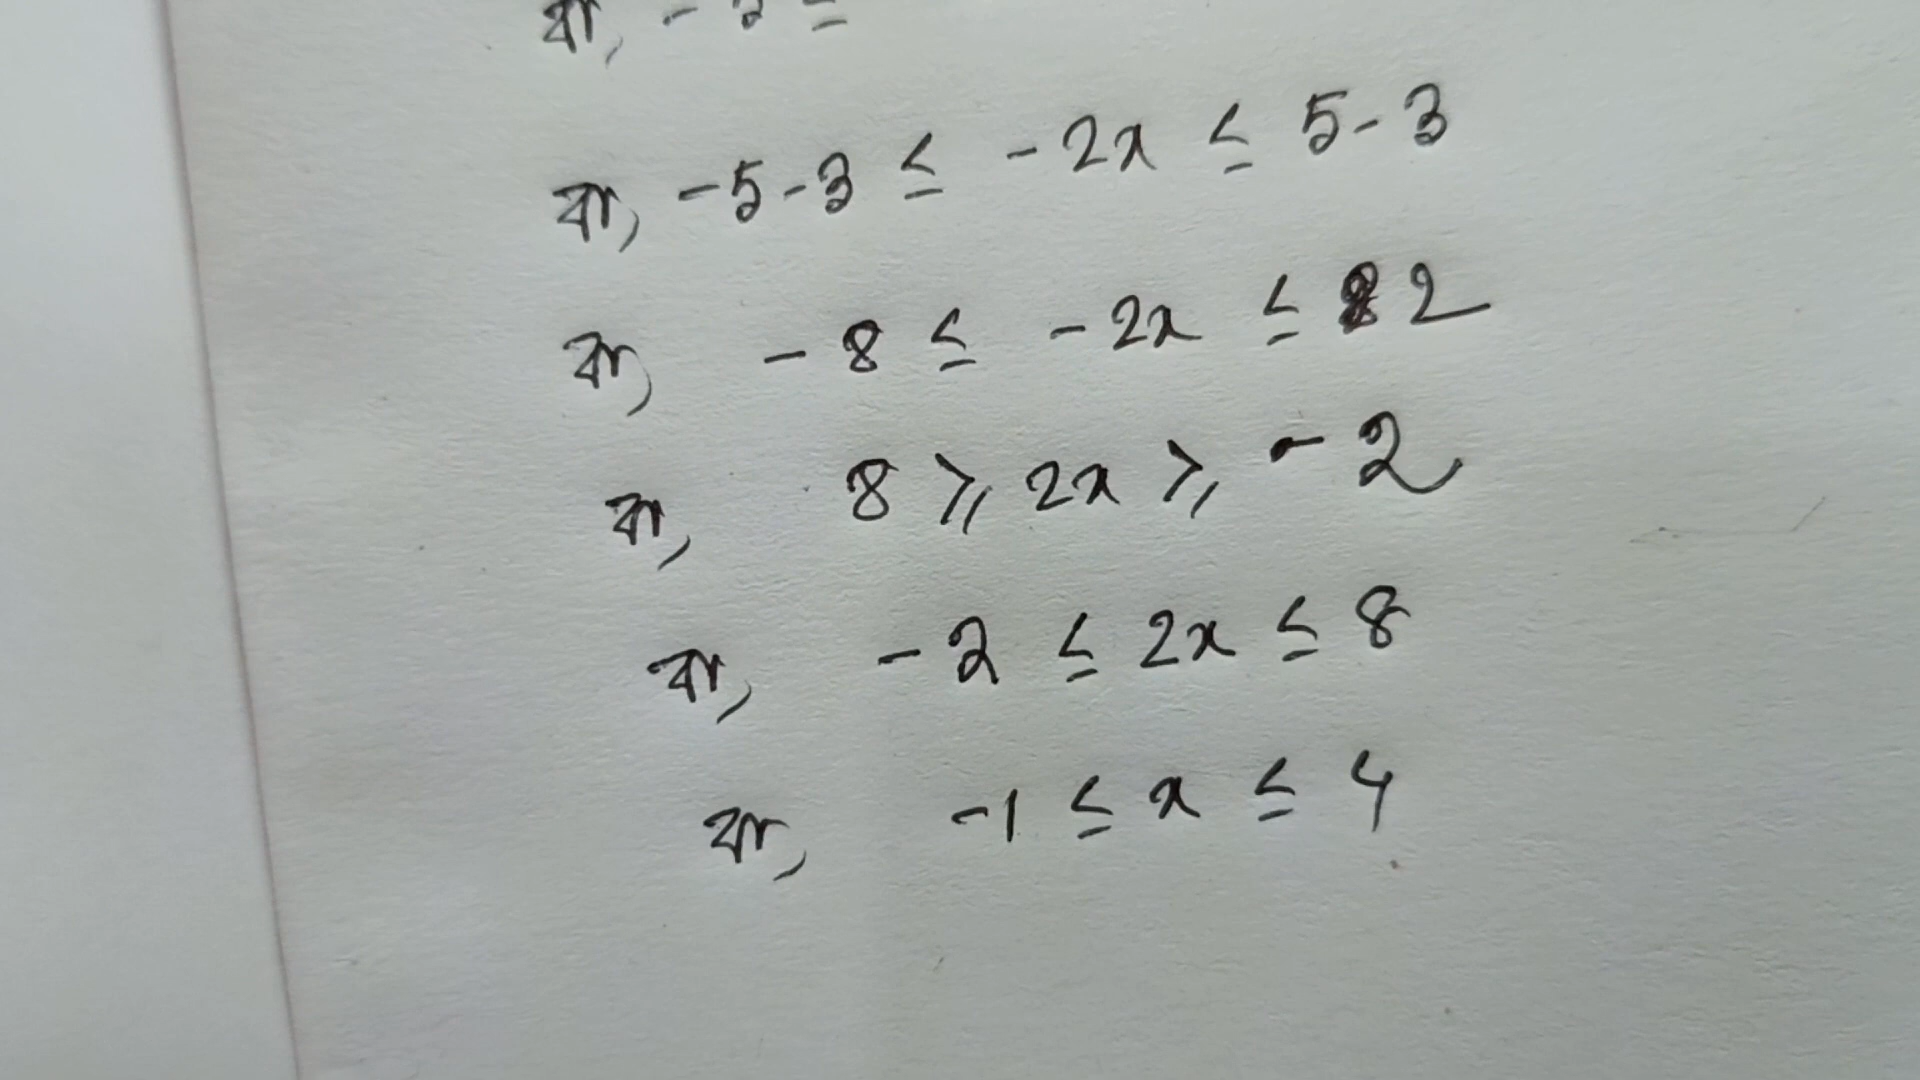 বা, -5-3 ≤ -2x ≤ 5-3
বা, -8 ≤ -2x ≤ 2
বা, 8 ≥ 2x ≥ -2
বা, -2 ≤ 2x ≤ 8
বা, -1 ≤ x ≤ 4